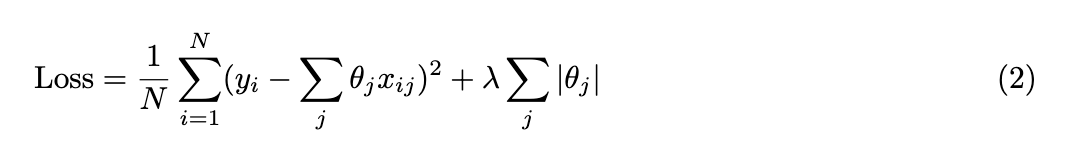 Loss = \frac{1}{N} \sum_{i=1}^{N} (y_i - \sum_j \theta_j x_{ij})^2 + \lambda \sum_j |\theta_j| (2)